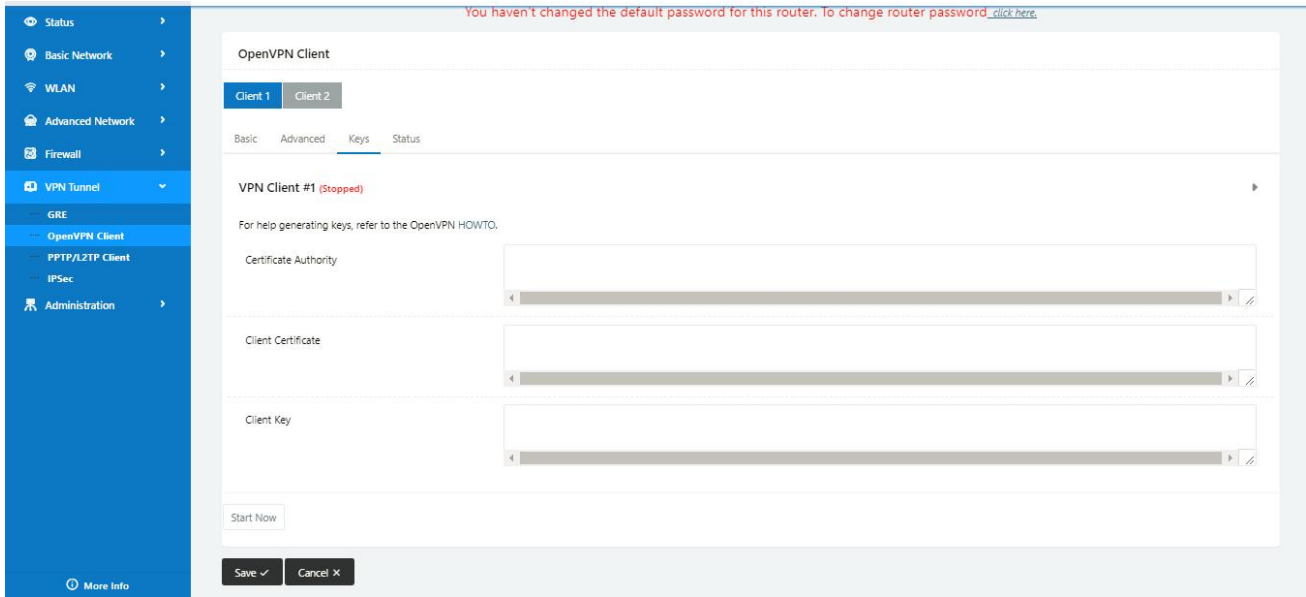 You haven't changed the default password for this router. To change router password click here.
Status
Basic Network
WLAN
Advanced Network
Firewall
VPN Tunnel
GRE
OpenVPN Client
PPTP/L2TP Client
IPSec
Administration
More Info
OpenVPN Client
Client 1 Client 2
Basic Advanced Keys Status
VPN Client #1 (Stopped)
For help generating keys, refer to the OpenVPN HOWTO.
Certificate Authority
Client Certificate
Client Key
Start Now
Save Cancel